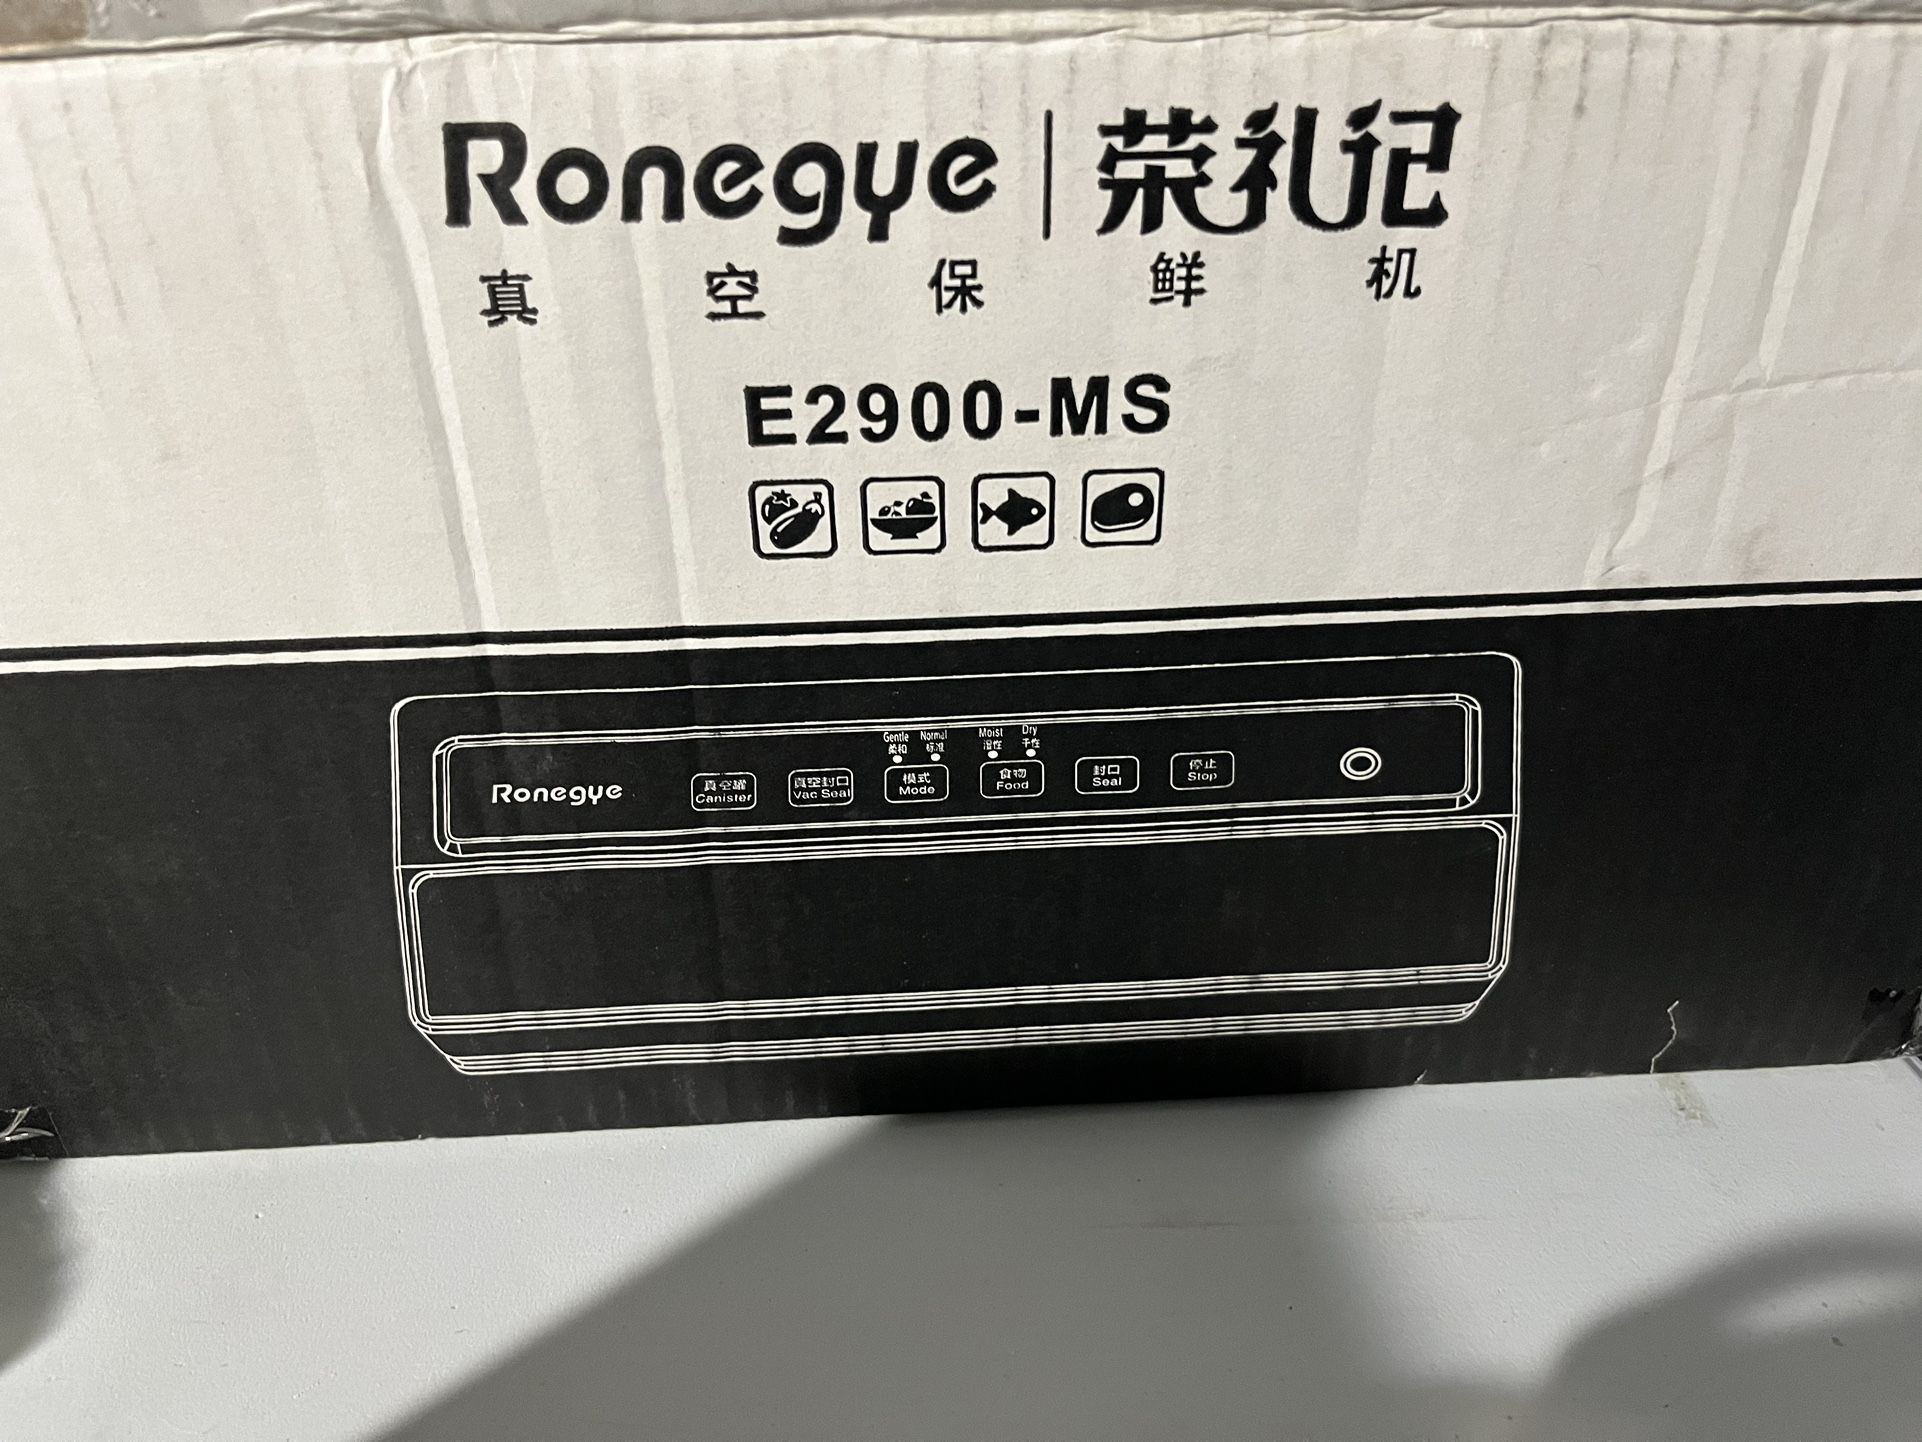 Ronegye | 荣礼记
真空保鲜机
E2900-MS
Gentle Normal Moist Dry
柔和 标准 湿性 干性
Ronegye
真空罐 真空封口 模式 食物 封口 停止
Canister Vac Seal Mode Food Seal Stop